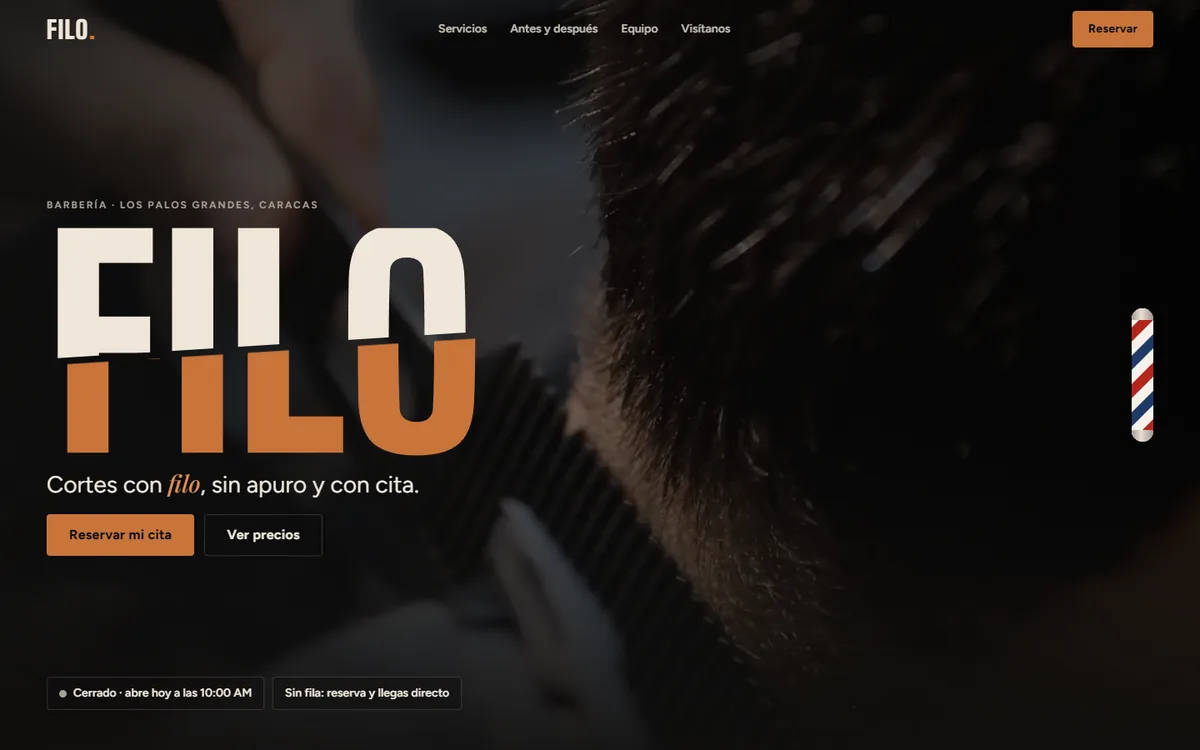 FILO.
Servicios
Antes y después
Equipo
Visítanos
Reservar
BARBERÍA · LOS PALOS GRANDES, CARACAS
FILO
Cortes con filo, sin apuro y con cita.
Reservar mi cita
Ver precios
Cerrado · abre hoy a las 10:00 AM
Sin fila: reserva y llegas directo